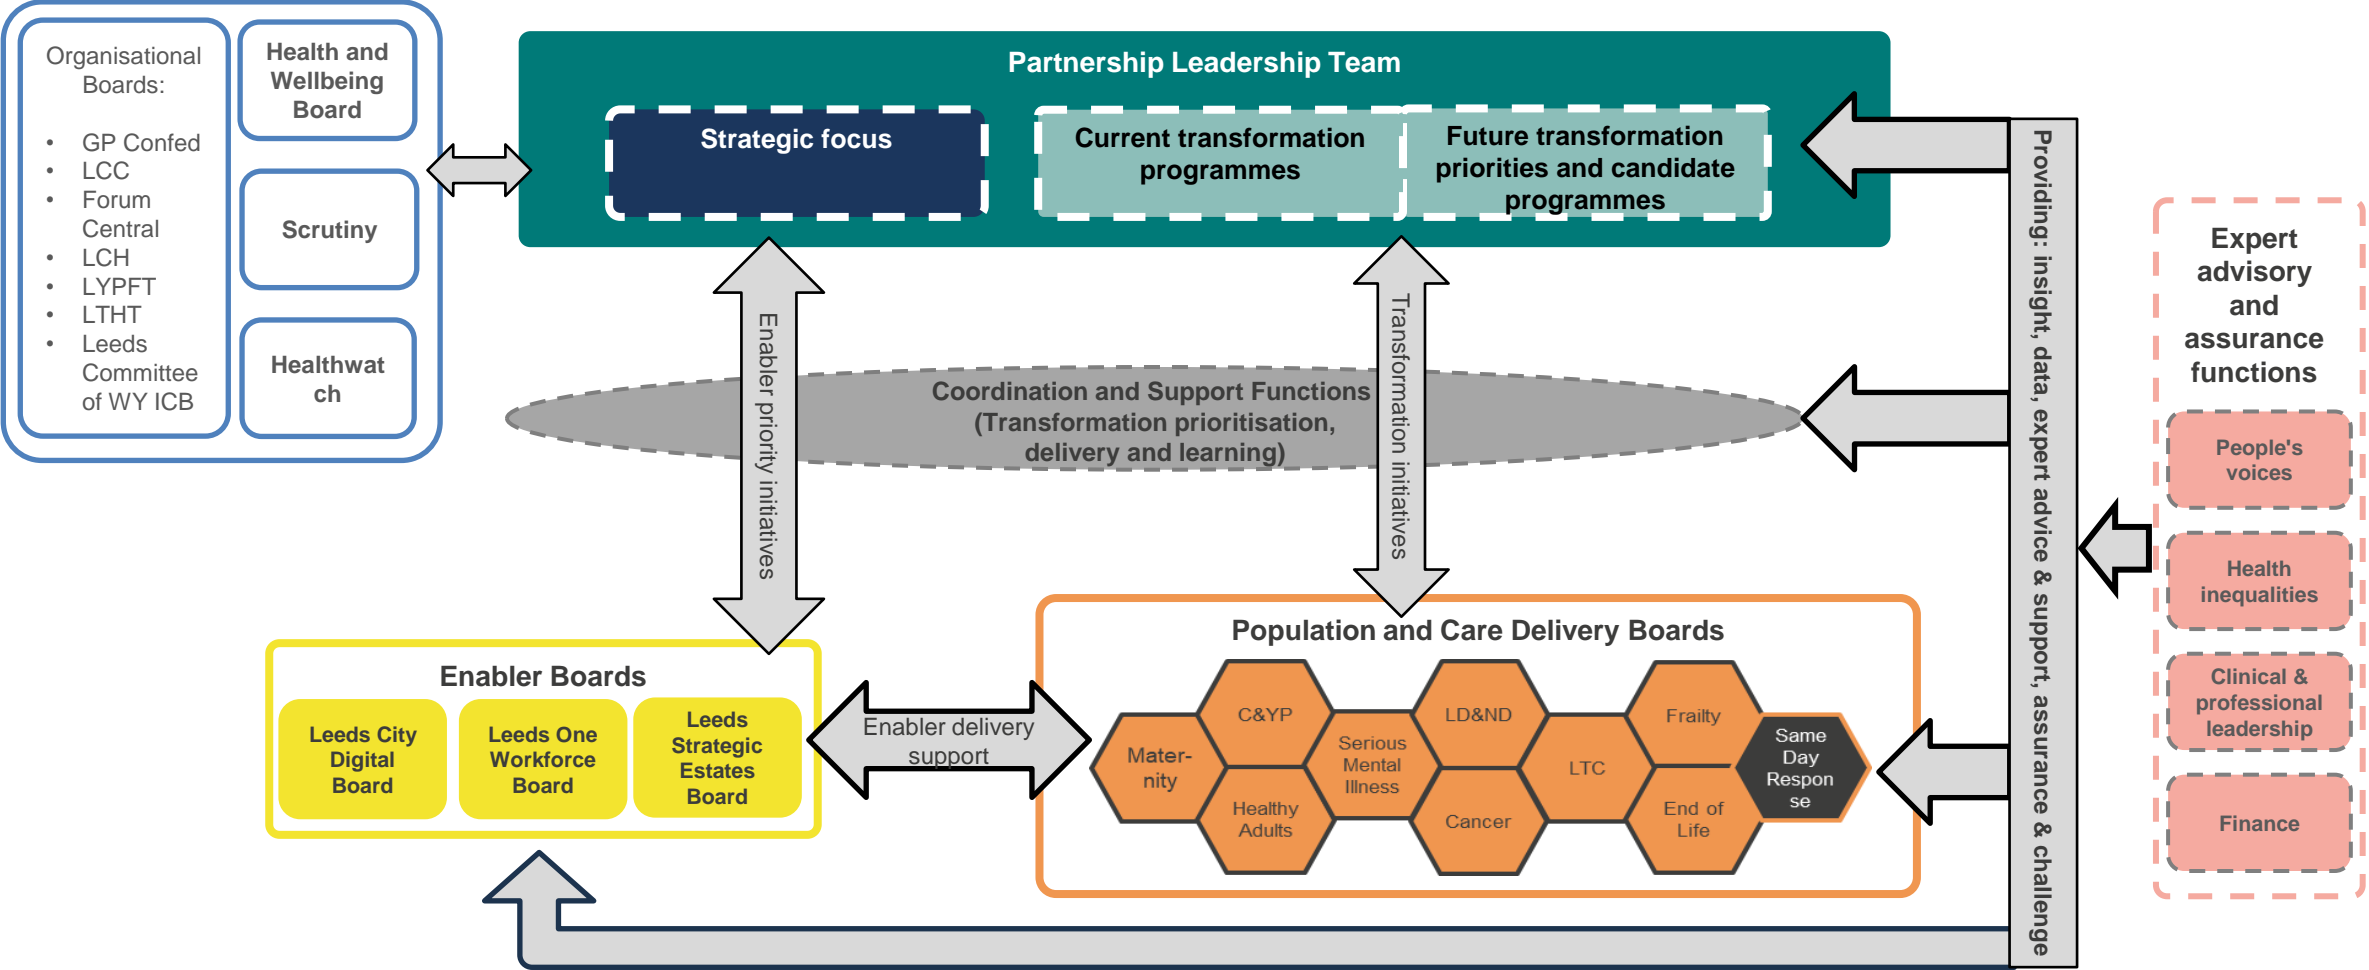 Organisational
Boards:
• GP Confed
• LCC
• Forum
Central
• LCH
• LYPFT
• LTHT
• Leeds
Committee
of WY ICB
Health and
Wellbeing
Board
Scrutiny
Healthwat
ch
Partnership Leadership Team
Strategic focus
Current transformation
programmes
Future transformation
priorities and candidate
programmes
Enabler priority initiatives
Transformation initiatives
Coordination and Support Functions
(Transformation prioritisation,
delivery and learning)
Enabler Boards
Leeds City
Digital
Board
Leeds One
Workforce
Board
Leeds
Strategic
Estates
Board
Enabler delivery
support
Population and Care Delivery Boards
Mater-
nity
C&YP
Healthy
Adults
Serious
Mental
Illness
LD&ND
Cancer
LTC
Frailty
End of
Life
Same
Day
Respon
se
Providing: insight, data, expert advice & support, assurance & challenge
Expert
advisory
and
assurance
functions
People's
voices
Health
inequalities
Clinical &
professional
leadership
Finance